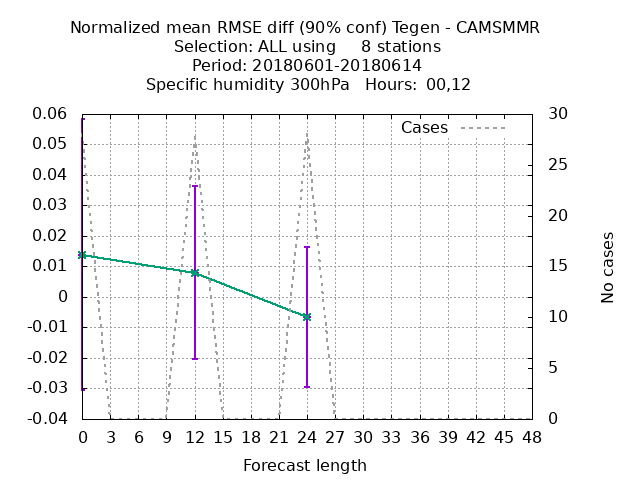 Normalized mean RMSE diff (90% conf) Tegen - CAMSMMR
Selection: ALL using 8 stations
Period: 20180601-20180614
Specific humidity 300hPa Hours: 00,12
Cases
0.06
0.05
0.04
0.03
0.02
0.01
0
-0.01
-0.02
-0.03
-0.04
30
25
20
15
10
5
0
No cases
0 3 6 9 12 15 18 21 24 27 30 33 36 39 42 45 48
Forecast length